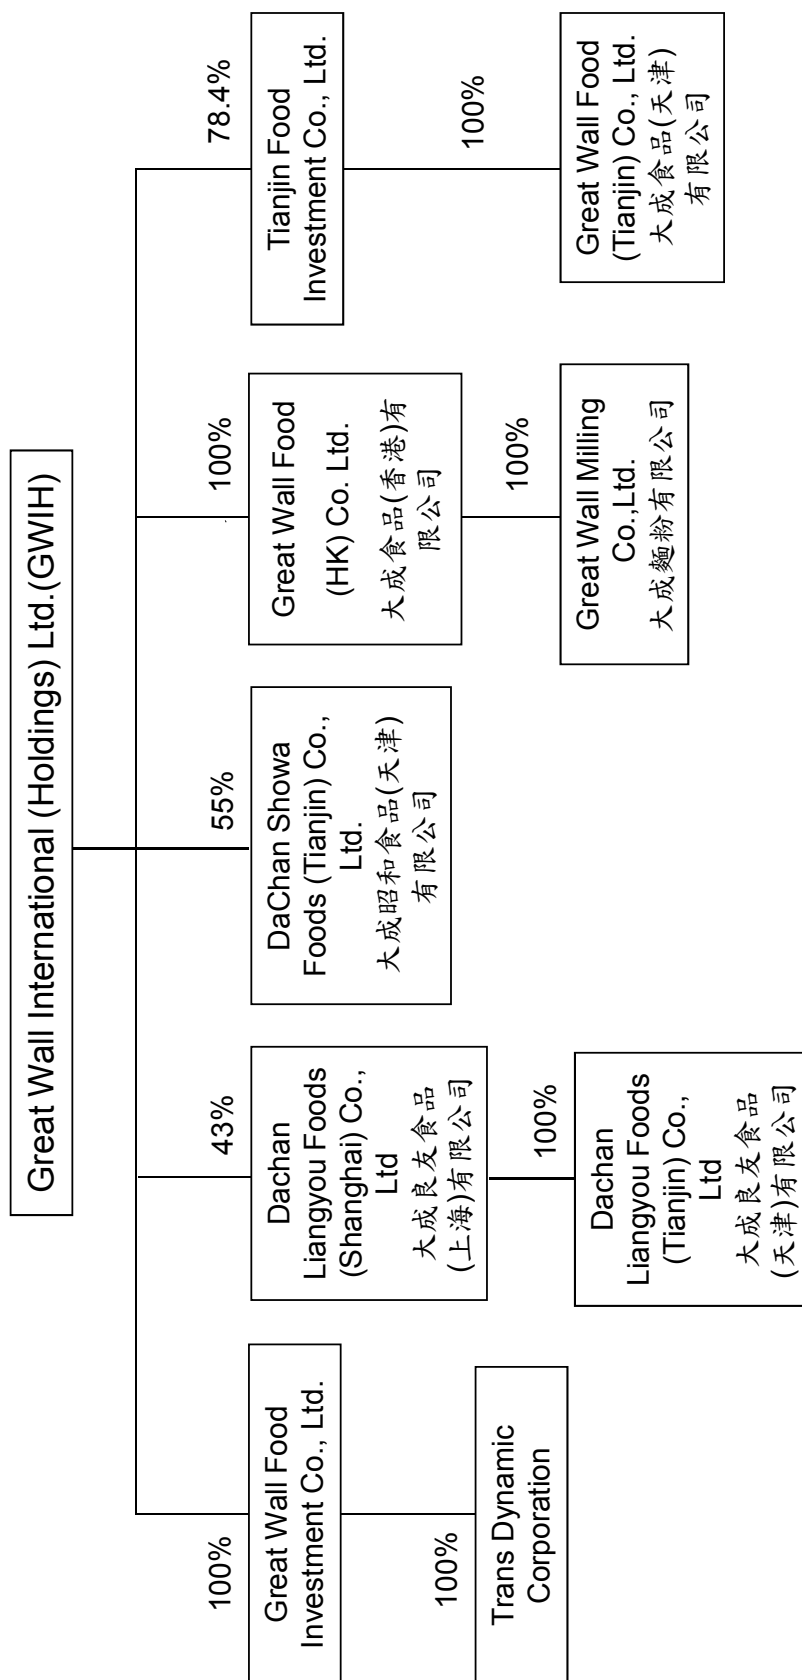 Great Wall International (Holdings) Ltd.(GWIH)
100%
Great Wall Food
Investment Co., Ltd.
100%
Trans Dynamic
Corporation
43%
Dachan
Liangyou Foods
(Shanghai) Co.,
Ltd
大成良友食品
(上海)有限公司
100%
Dachan
Liangyou Foods
(Tianjin) Co.,
Ltd
大成良友食品
(天津)有限公司
55%
DaChan Showa
Foods (Tianjin) Co.,
Ltd.
大成昭和食品(天津)
有限公司
100%
Great Wall Food
(HK) Co. Ltd.
大成食品(香港)有
限公司
100%
Great Wall Milling
Co.,Ltd.
大成麵粉有限公司
78.4%
Tianjin Food
Investment Co., Ltd.
100%
Great Wall Food
(Tianjin) Co., Ltd.
大成食品(天津)
有限公司